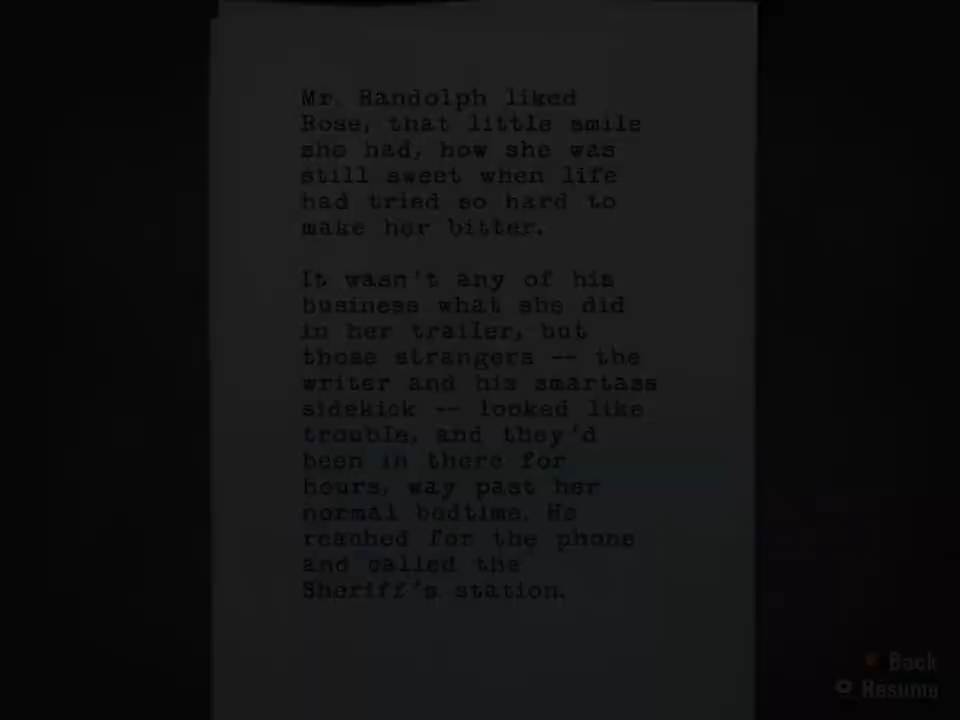 Mr. Randolph liked
Rose, that little smile
she had, how she was
still sweet when life
had tried so hard to
make her bitter.
It wasn't any of his
business what she did
in her trailer, but
those strangers -- the
writer and his smartass
sidekick -- looked like
trouble, and they'd
been in there for
hours, way past her
normal bedtime. He
reached for the phone
and called the
Sheriff's station.
Back
Resume